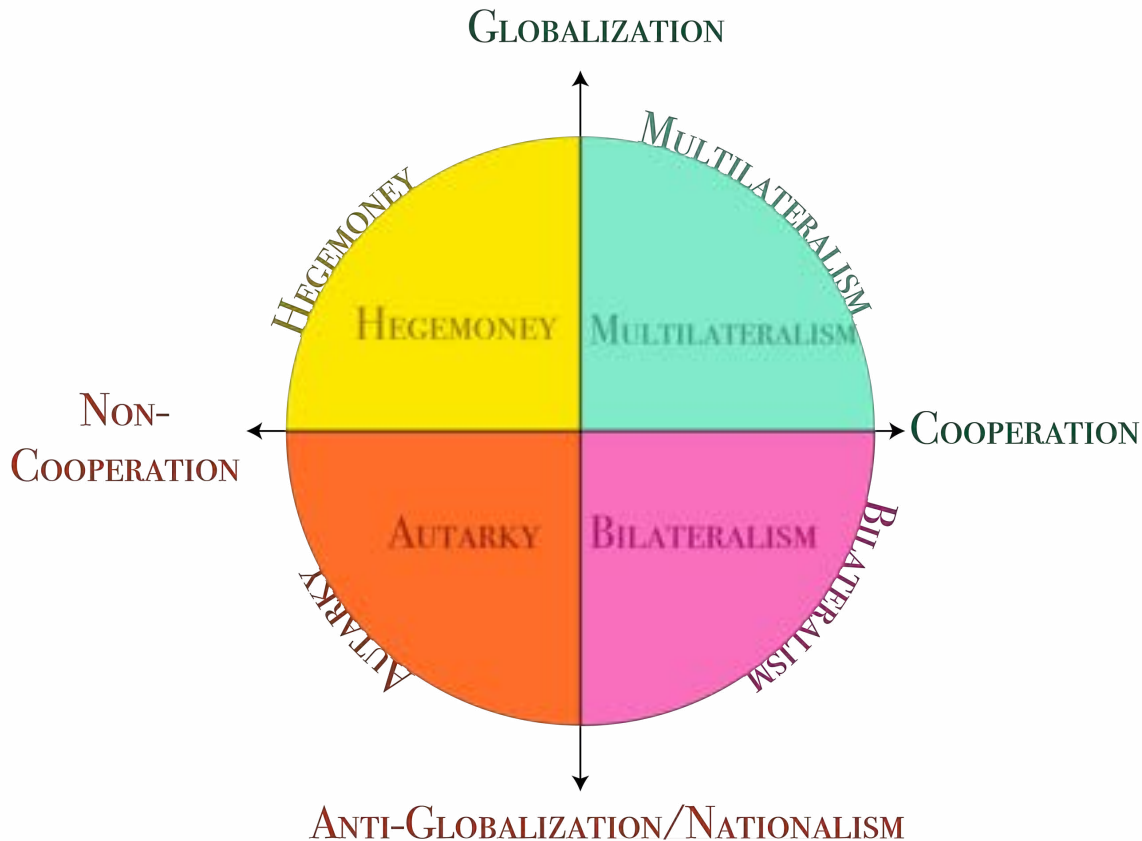 Globalization
Multilateralism
Hegemoney
Hegemoney
Multilateralism
Non-
Cooperation
Cooperation
Autarky
Bilateralism
Bilateralism
Autarky
Anti-Globalization/Nationalism